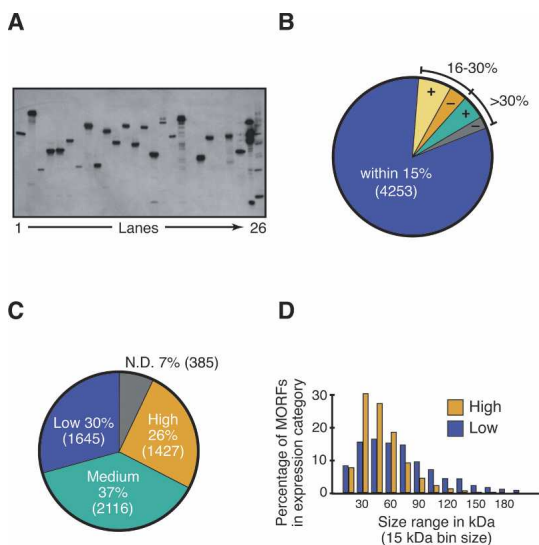 A
1 Lanes 26
B
16-30%
>30%
+
−
+
−
within 15%
(4253)
C
N.D. 7% (385)
Low 30%
(1645)
High
26%
(1427)
Medium
37%
(2116)
D
Percentage of MORFs
in expression category
30
20
10
0
High
Low
30 60 90 120 150 180
Size range in kDa
(15 kDa bin size)